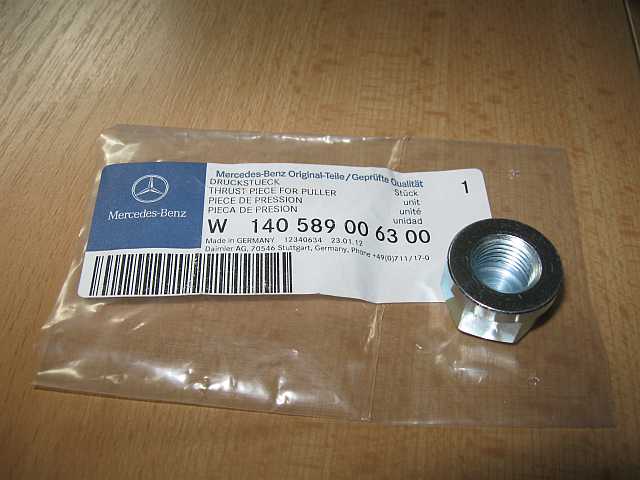 Mercedes-Benz Original-Teile/Geprüfte Qualität
DRUCKSTUECK Stück 1
THRUST PIECE FOR PULLER unit
PIECE DE PRESSION unité
PIECA DE PRESION unidad
Mercedes-Benz
W 140 589 00 63 00
Made in GERMANY 12340634 23.01.12
Daimler AG, 70546 Stuttgart, Germany, Phone +49(0)711/17-0